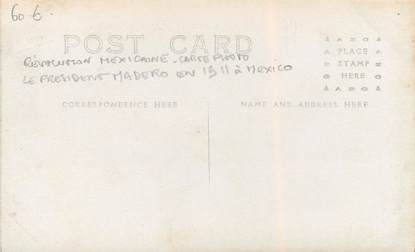 60 €
POST CARD
RÉVOLUTION MEXICAINE - CARTE PHOTO
LE PRESIDENT MADERO EN 1911 à MEXICO
PLACE
STAMP
HERE
CORRESPONDENCE HERE
NAME AND ADDRESS HERE